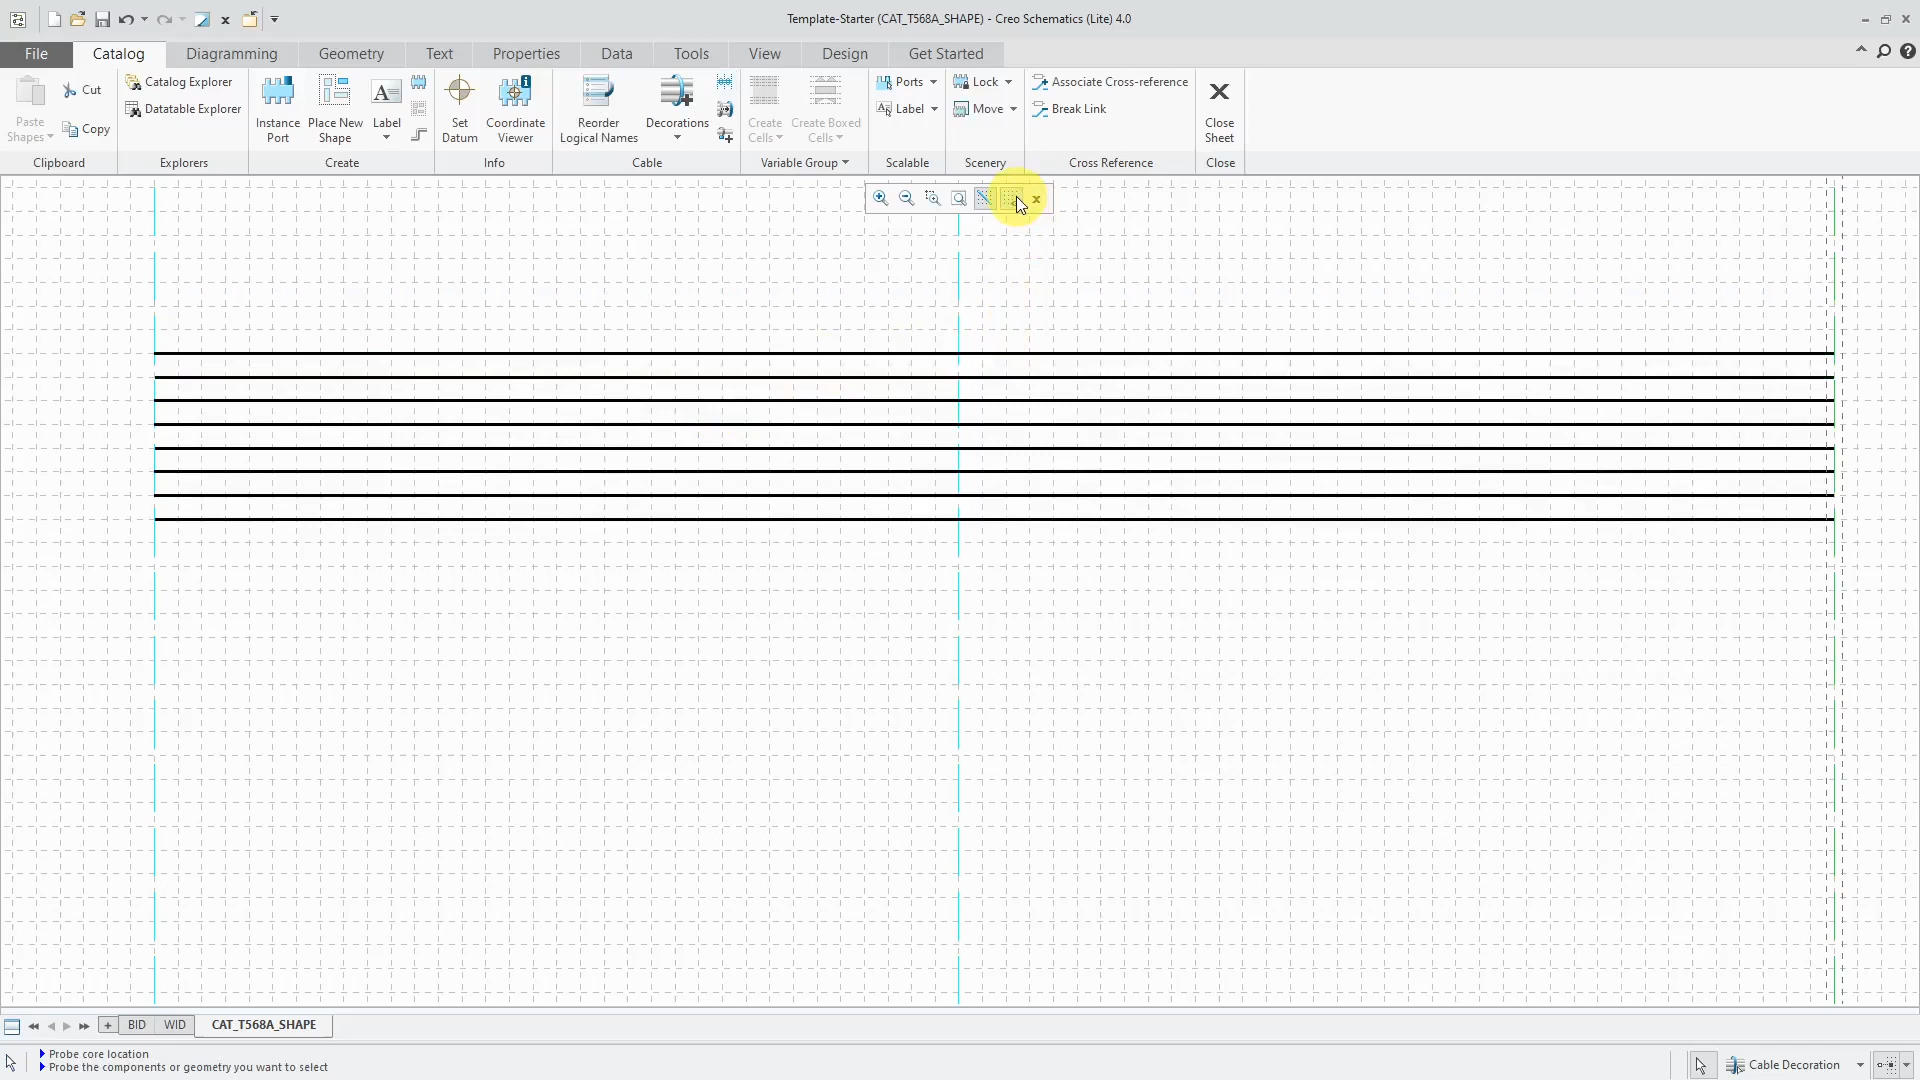 Template-Starter (CAT_T568A_SHAPE) - Creo Schematics (Lite) 4.0
File
Catalog
Diagramming
Geometry
Text
Properties
Data
Tools
View
Design
Get Started
Paste Shapes
Cut
Copy
Clipboard
Catalog Explorer
Datatable Explorer
Explorers
Instance Port
Place New Shape
Label
Create
Set Datum
Coordinate Viewer
Info
Reorder Logical Names
Decorations
Cable
Create Cells
Create Boxed Cells
Variable Group
Ports
Label
Scalable
Lock
Move
Scenery
Associate Cross-reference
Break Link
Cross Reference
Close Sheet
Close
BID
WID
CAT_T568A_SHAPE
Probe core location
Probe the components or geometry you want to select
Cable Decoration